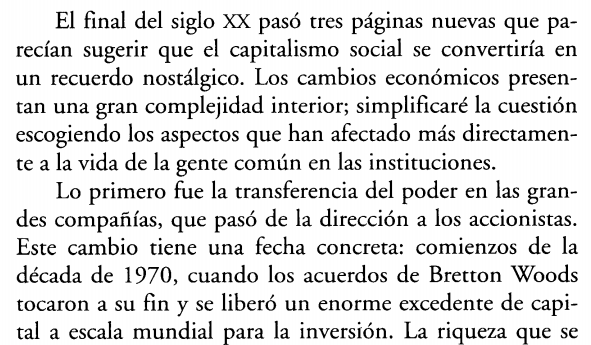 El final del siglo XX pasó tres páginas nuevas que pa-
recían sugerir que el capitalismo social se convertiría en
un recuerdo nostálgico. Los cambios económicos presen-
tan una gran complejidad interior; simplificaré la cuestión
escogiendo los aspectos que han afectado más directamen-
te a la vida de la gente común en las instituciones.
Lo primero fue la transferencia del poder en las gran-
des compañías, que pasó de la dirección a los accionistas.
Este cambio tiene una fecha concreta: comienzos de la
década de 1970, cuando los acuerdos de Bretton Woods
tocaron a su fin y se liberó un enorme excedente de capi-
tal a escala mundial para la inversión. La riqueza que se